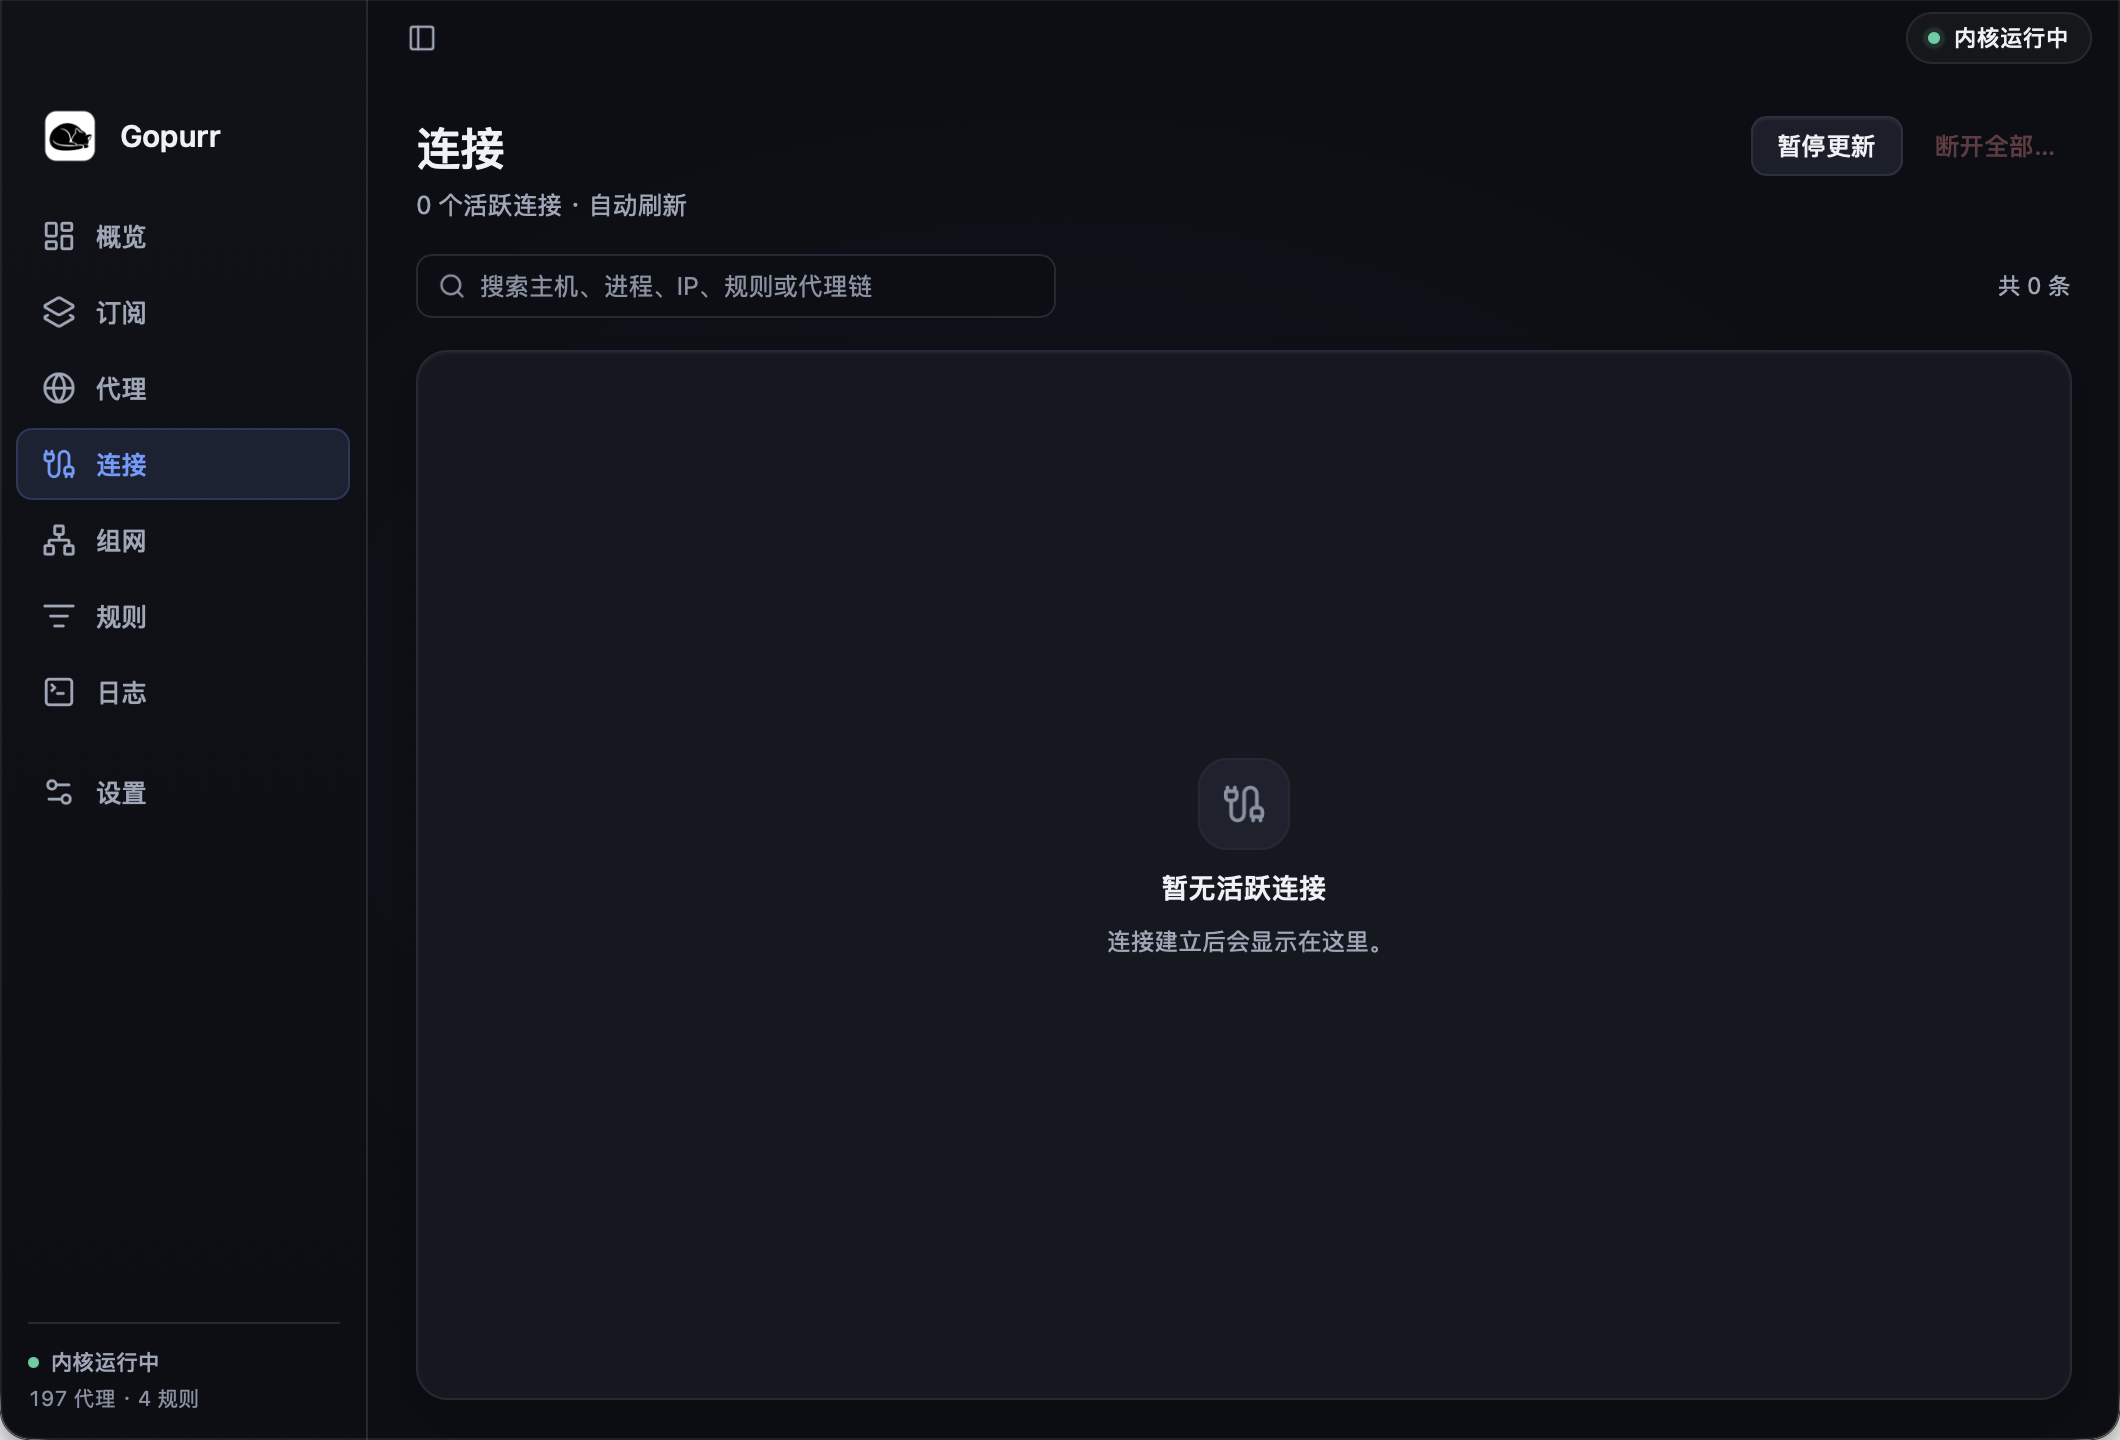 内核运行中
Gopurr
概览
订阅
代理
连接
组网
规则
日志
设置
内核运行中
197 代理 · 4 规则
连接
0 个活跃连接 · 自动刷新
暂停更新
断开全部...
搜索主机、进程、IP、规则或代理链
共 0 条
暂无活跃连接
连接建立后会显示在这里。